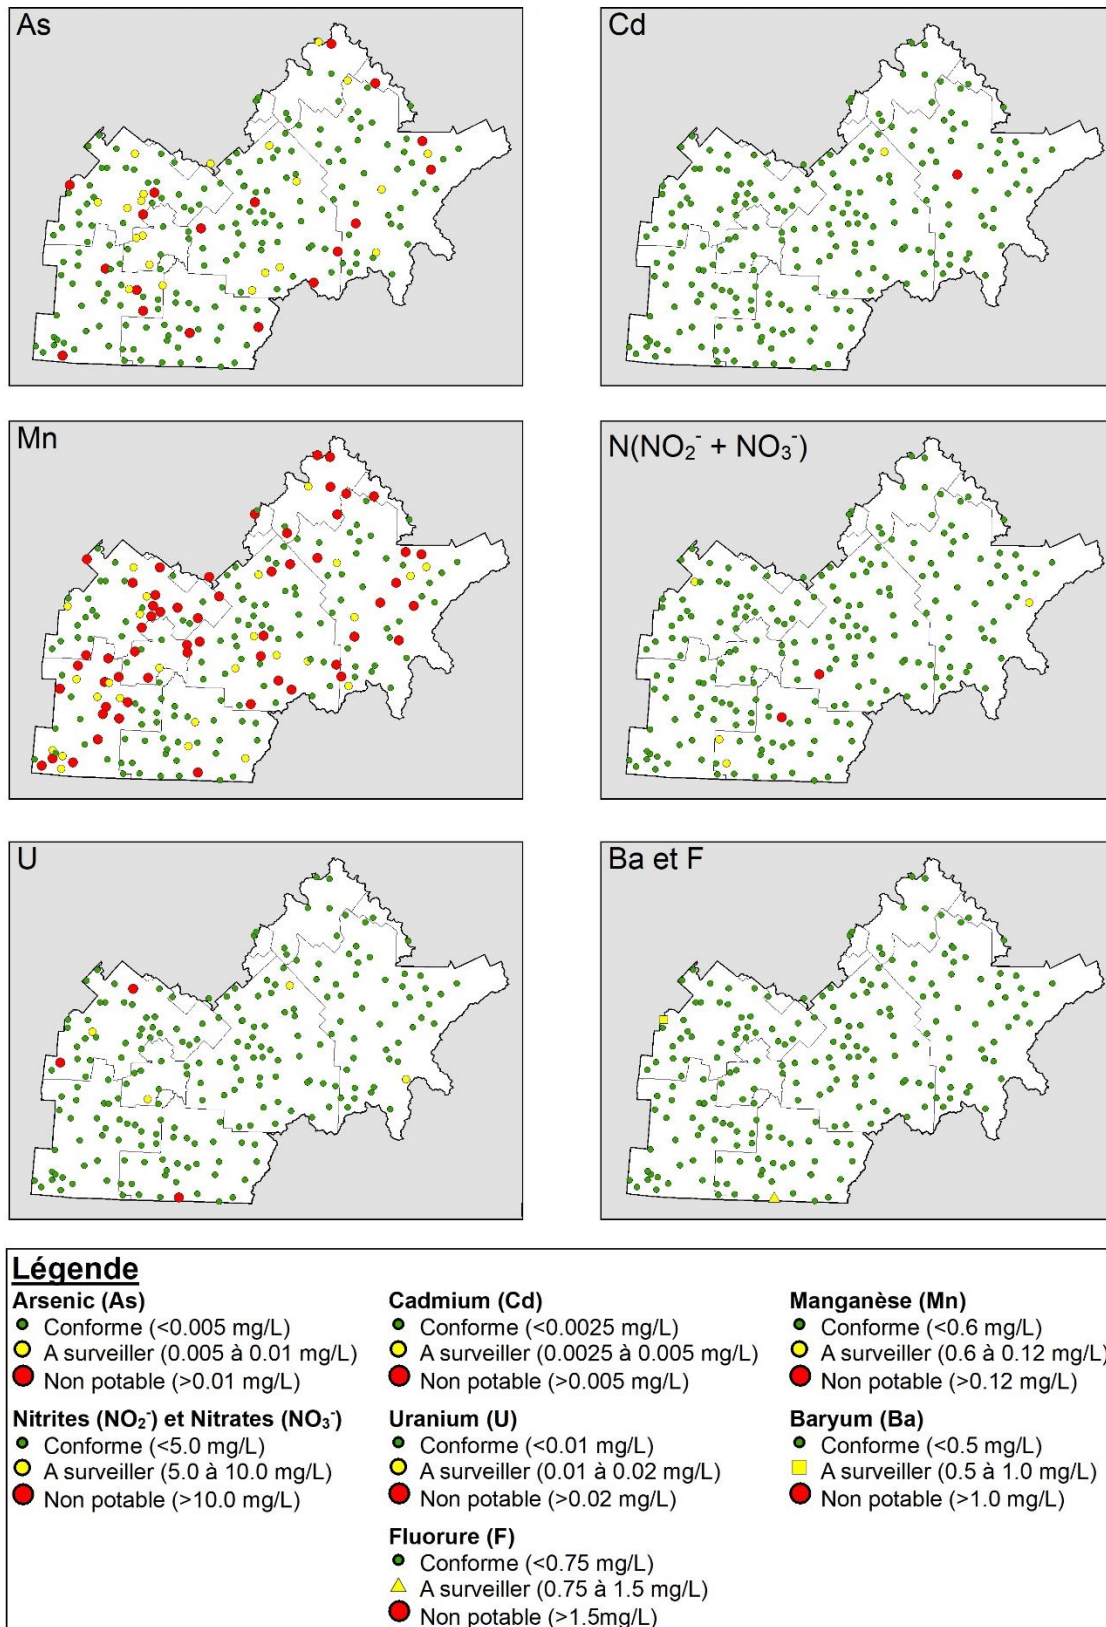 As
Cd
Mn
N(NO₂⁻ + NO₃⁻)
U
Ba et F
Légende
Arsenic (As)
Conforme (<0.005 mg/L)
A surveiller (0.005 à 0.01 mg/L)
Non potable (>0.01 mg/L)
Cadmium (Cd)
Conforme (<0.0025 mg/L)
A surveiller (0.0025 à 0.005 mg/L)
Non potable (>0.005 mg/L)
Manganèse (Mn)
Conforme (<0.6 mg/L)
A surveiller (0.6 à 0.12 mg/L)
Non potable (>0.12 mg/L)
Nitrites (NO₂⁻) et Nitrates (NO₃⁻)
Conforme (<5.0 mg/L)
A surveiller (5.0 à 10.0 mg/L)
Non potable (>10.0 mg/L)
Uranium (U)
Conforme (<0.01 mg/L)
A surveiller (0.01 à 0.02 mg/L)
Non potable (>0.02 mg/L)
Baryum (Ba)
Conforme (<0.5 mg/L)
A surveiller (0.5 à 1.0 mg/L)
Non potable (>1.0 mg/L)
Fluorure (F)
Conforme (<0.75 mg/L)
A surveiller (0.75 à 1.5 mg/L)
Non potable (>1.5mg/L)